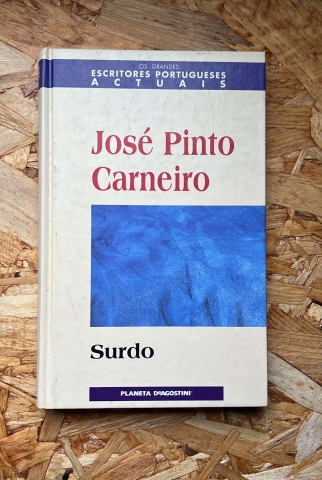 OS GRANDES
ESCRITORES PORTUGUESES
ACTUAIS
José Pinto
Carneiro
Surdo
PLANETA DEAGOSTINI